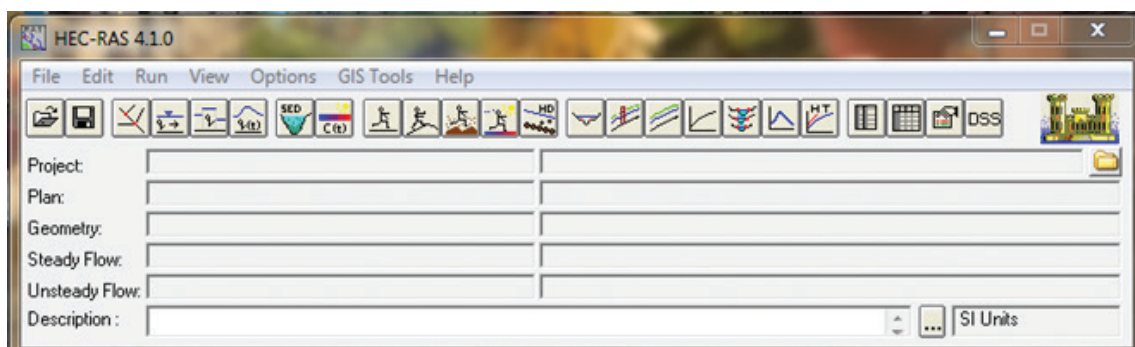 HEC-RAS 4.1.0
File Edit Run View Options GIS Tools Help
SED C(t) HD HT DSS
Project:
Plan:
Geometry:
Steady Flow:
Unsteady Flow:
Description : ... SI Units